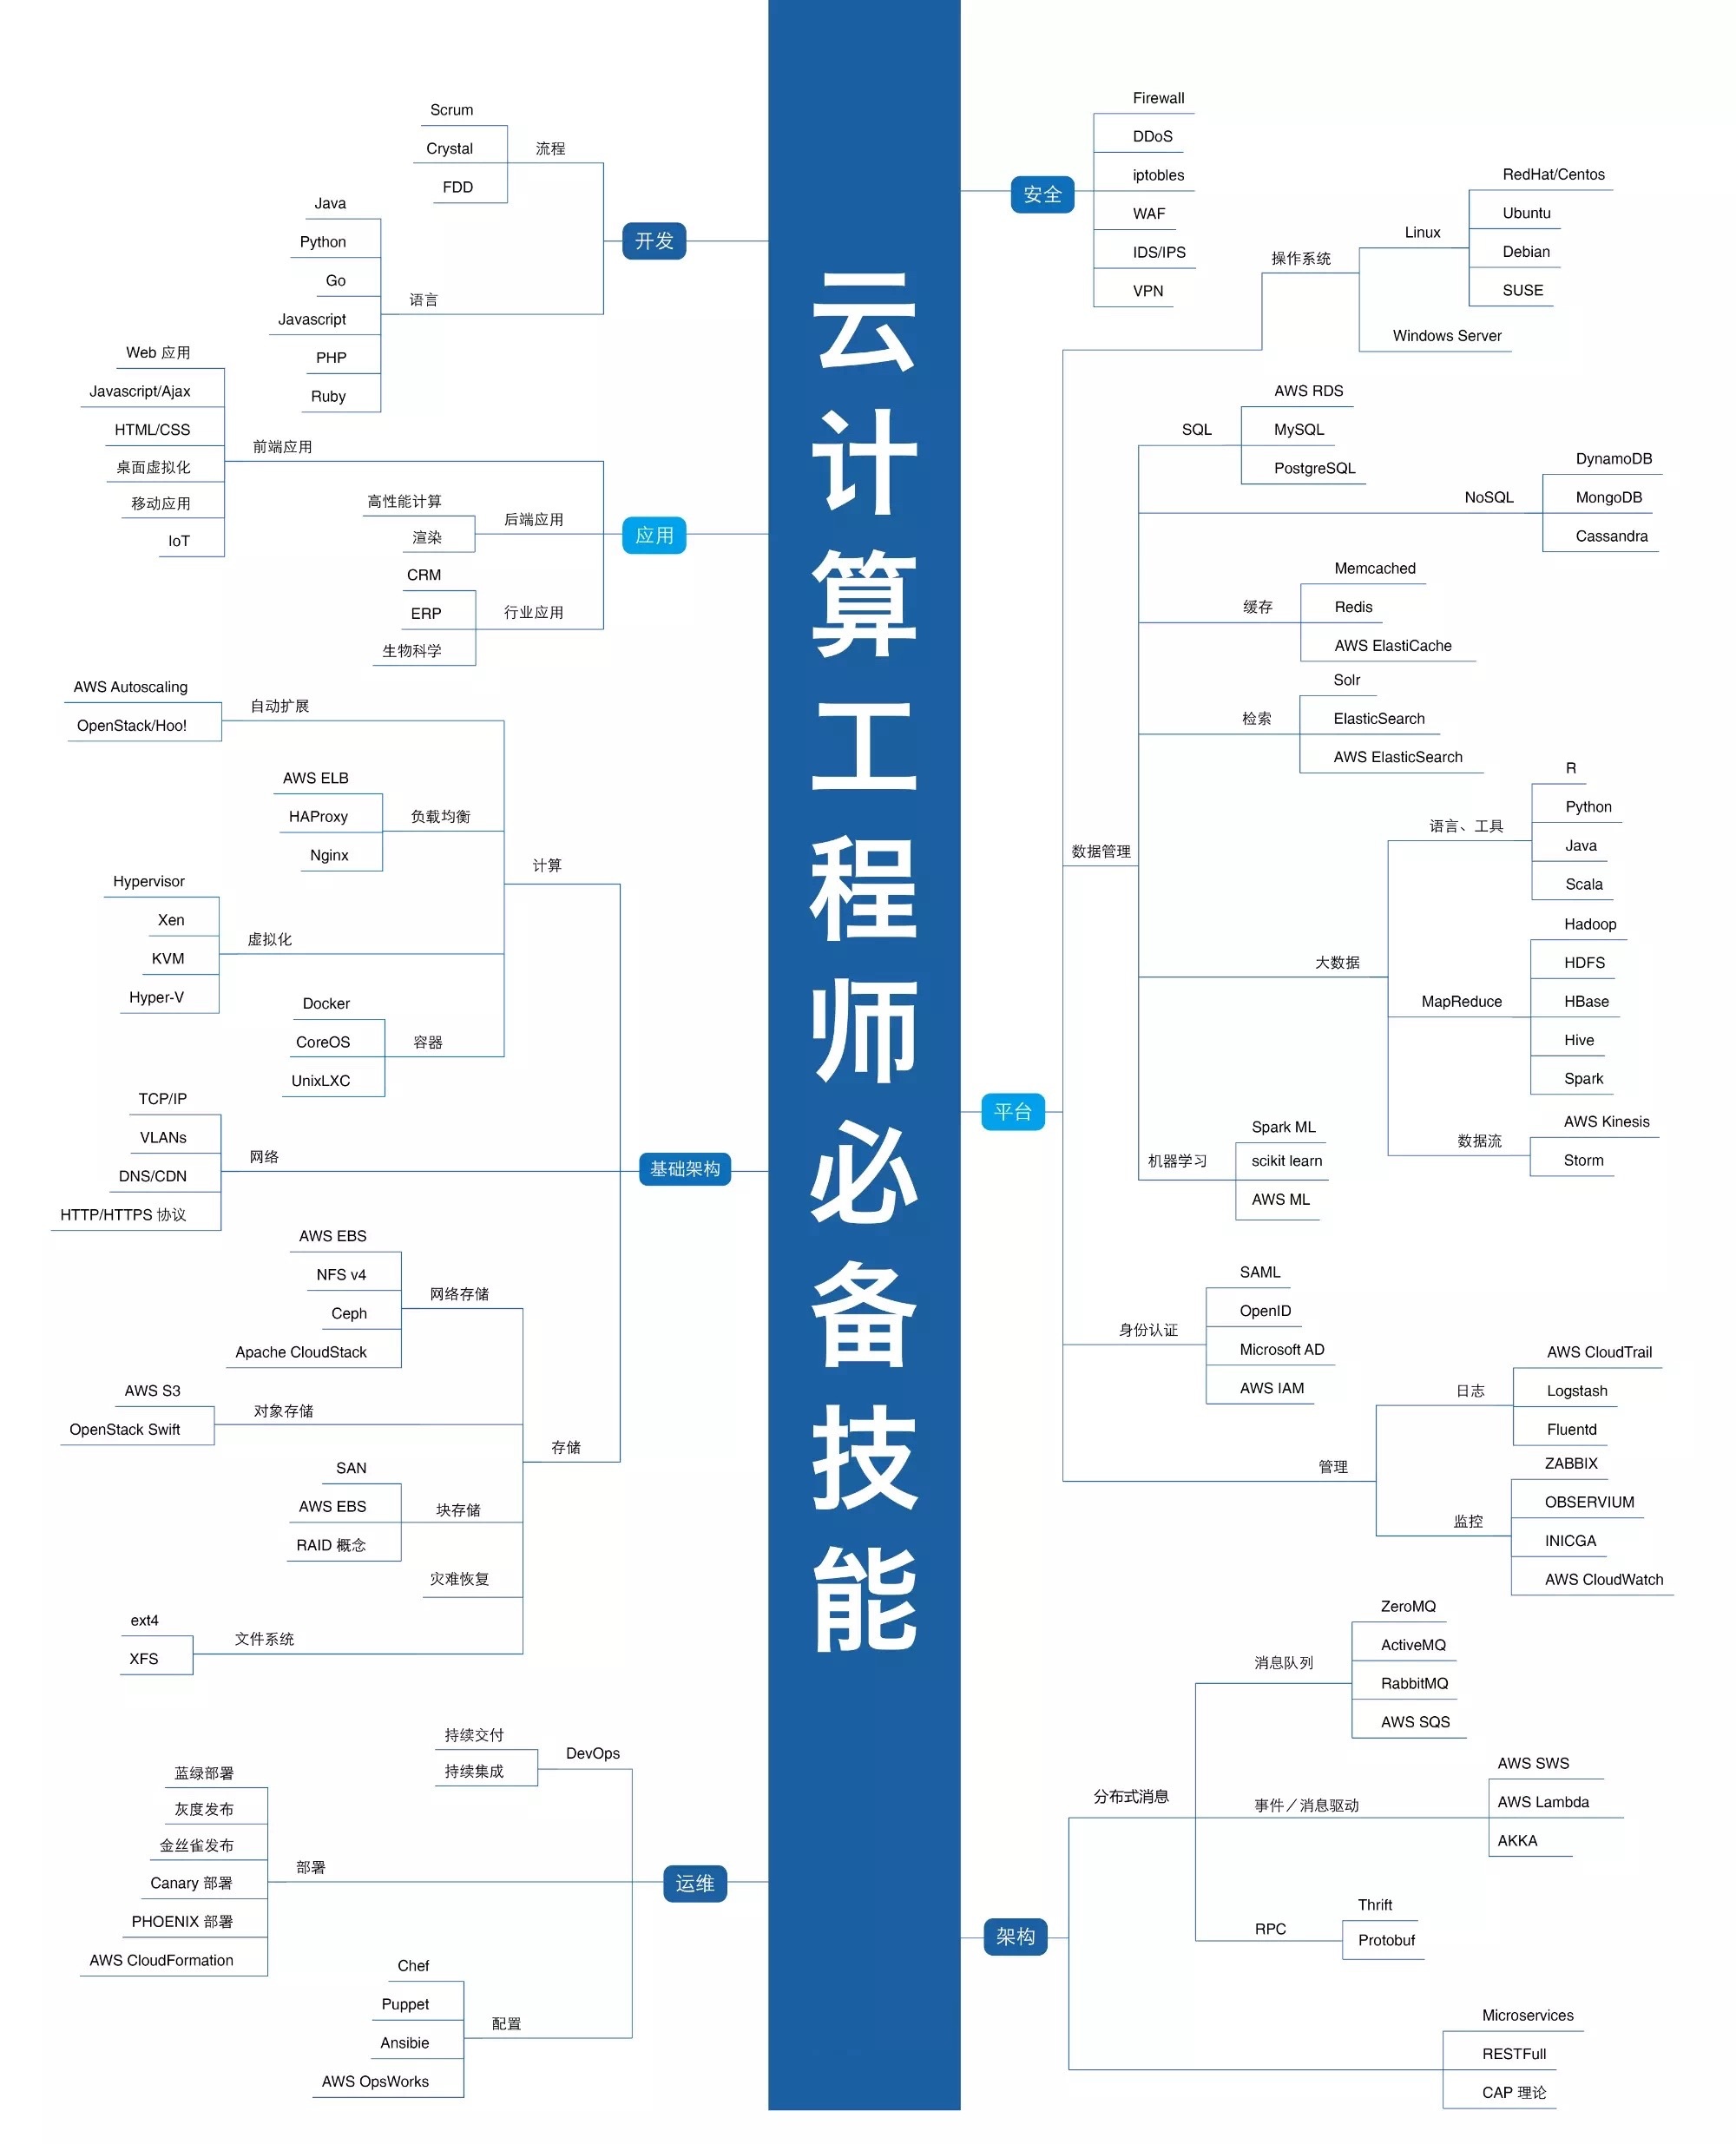 云计算工程师必备技能
开发
流程
Scrum
Crystal
FDD
语言
Java
Python
Go
Javascript
PHP
Ruby
应用
前端应用
Web 应用
Javascript/Ajax
HTML/CSS
桌面虚拟化
移动应用
IoT
后端应用
高性能计算
渲染
行业应用
CRM
ERP
生物科学
基础架构
计算
自动扩展
AWS Autoscaling
OpenStack/Hoo!
负载均衡
AWS ELB
HAProxy
Nginx
虚拟化
Hypervisor
Xen
KVM
Hyper-V
容器
Docker
CoreOS
UnixLXC
网络
TCP/IP
VLANs
DNS/CDN
HTTP/HTTPS 协议
存储
网络存储
AWS EBS
NFS v4
Ceph
Apache CloudStack
对象存储
AWS S3
OpenStack Swift
块存储
SAN
AWS EBS
RAID 概念
灾难恢复
文件系统
ext4
XFS
运维
DevOps
持续交付
持续集成
部署
蓝绿部署
灰度发布
金丝雀发布
Canary 部署
PHOENIX 部署
AWS CloudFormation
配置
Chef
Puppet
Ansibie
AWS OpsWorks
安全
Firewall
DDoS
iptobles
WAF
IDS/IPS
VPN
平台
操作系统
Linux
RedHat/Centos
Ubuntu
Debian
SUSE
Windows Server
数据管理
SQL
AWS RDS
MySQL
PostgreSQL
NoSQL
DynamoDB
MongoDB
Cassandra
缓存
Memcached
Redis
AWS ElastiCache
检索
Solr
ElasticSearch
AWS ElasticSearch
大数据
语言、工具
R
Python
Java
Scala
MapReduce
Hadoop
HDFS
HBase
Hive
Spark
数据流
AWS Kinesis
Storm
机器学习
Spark ML
scikit learn
AWS ML
身份认证
SAML
OpenID
Microsoft AD
AWS IAM
管理
日志
AWS CloudTrail
Logstash
Fluentd
监控
ZABBIX
OBSERVIUM
INICGA
AWS CloudWatch
架构
分布式消息
消息队列
ZeroMQ
ActiveMQ
RabbitMQ
AWS SQS
事件／消息驱动
AWS SWS
AWS Lambda
AKKA
RPC
Thrift
Protobuf
Microservices
RESTFull
CAP 理论